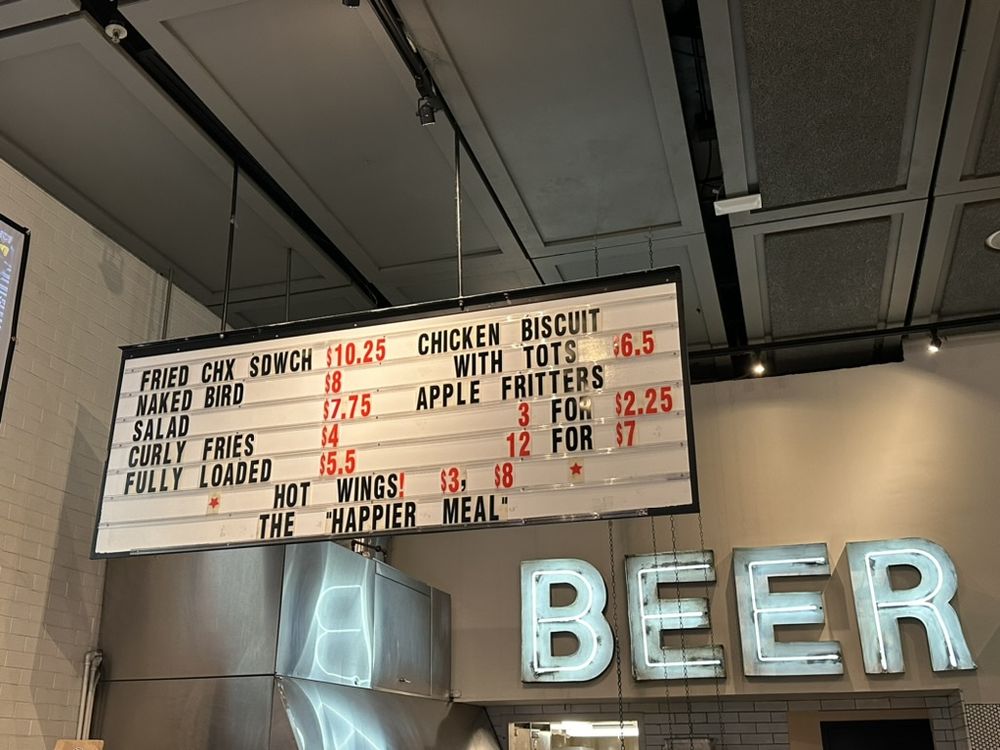 FRIED CHX SDWCH $10.25
NAKED BIRD $8
SALAD $7.75
CURLY FRIES $4
FULLY LOADED $5.5
CHICKEN BISCUIT
WITH TOTS $6.5
APPLE FRITTERS
3 FOR $2.25
12 FOR $7
HOT WINGS! $3, $8
THE "HAPPIER MEAL"
BEER